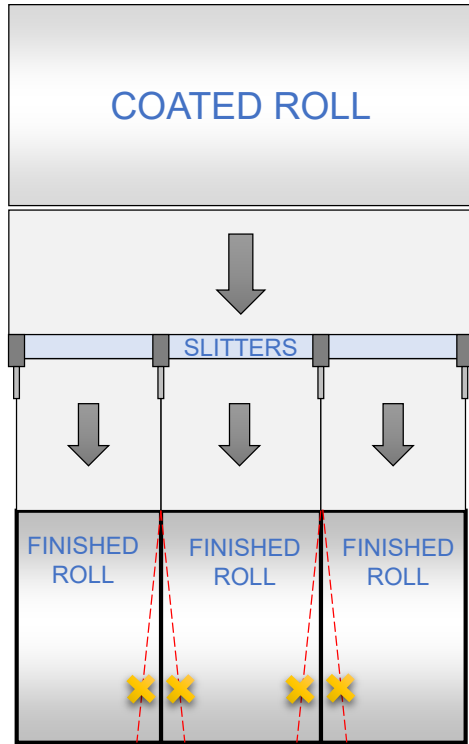 COATED ROLL
SLITTERS
FINISHED
ROLL
FINISHED
ROLL
FINISHED
ROLL